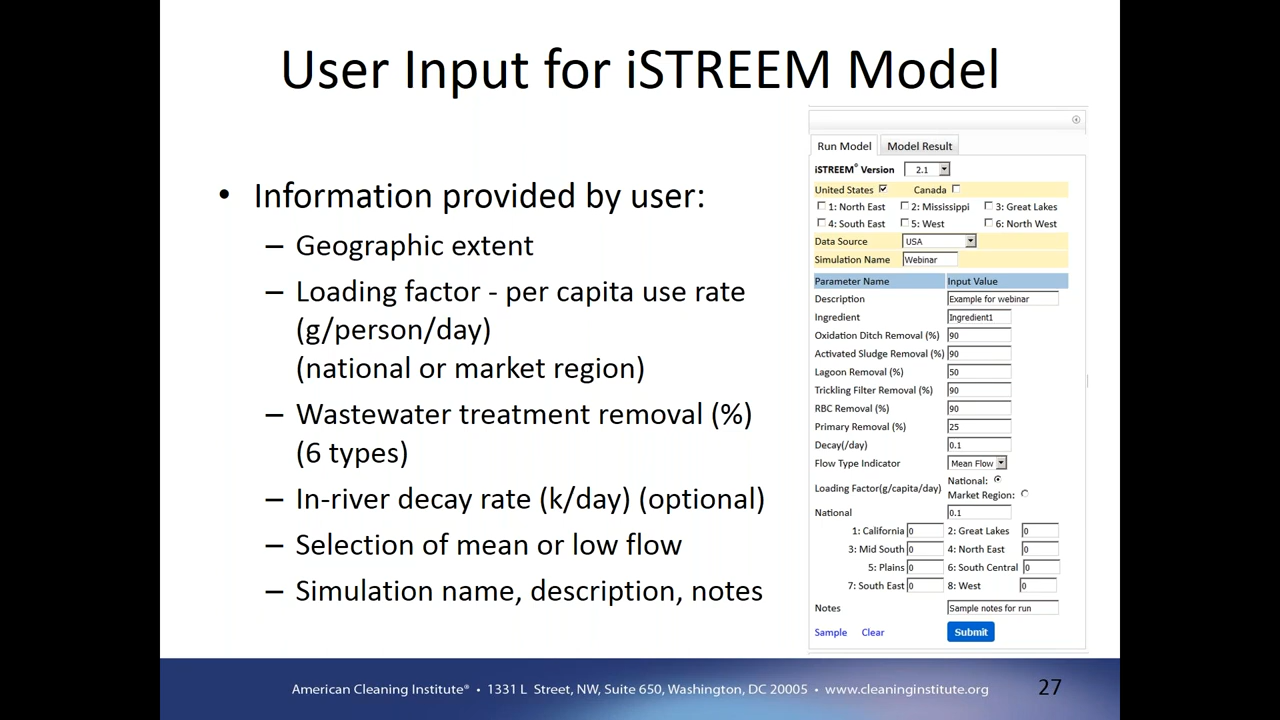 User Input for iSTREEM Model
• Information provided by user:
– Geographic extent
– Loading factor - per capita use rate
(g/person/day)
(national or market region)
– Wastewater treatment removal (%)
(6 types)
– In-river decay rate (k/day) (optional)
– Selection of mean or low flow
– Simulation name, description, notes
Run Model Model Result
iSTREEM® Version 2.1
United States Canada
1: North East 2: Mississippi 3: Great Lakes
4: South East 5: West 6: North West
Data Source USA
Simulation Name Webinar
Parameter Name Input Value
Description Example for webinar
Ingredient Ingredient1
Oxidation Ditch Removal (%) 90
Activated Sludge Removal (%) 90
Lagoon Removal (%) 50
Trickling Filter Removal (%) 90
RBC Removal (%) 90
Primary Removal (%) 25
Decay(/day) 0.1
Flow Type Indicator Mean Flow
Loading Factor(g/capita/day) National:
Market Region:
National 0.1
1: California 0 2: Great Lakes 0
3: Mid South 0 4: North East 0
5: Plains 0 6: South Central 0
7: South East 0 8: West 0
Notes Sample notes for run
Sample Clear Submit
American Cleaning Institute® • 1331 L Street, NW, Suite 650, Washington, DC 20005 • www.cleaninginstitute.org 27